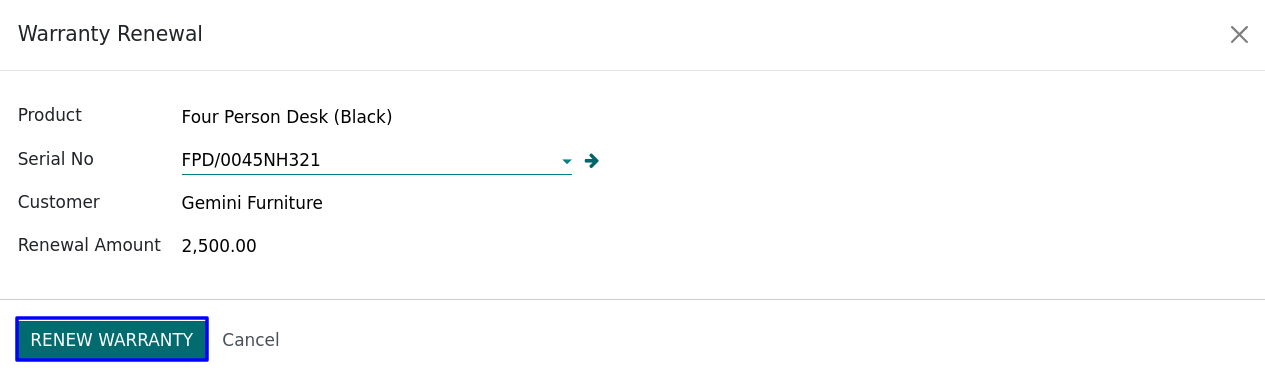 Warranty Renewal
Product Four Person Desk (Black)
Serial No FPD/0045NH321
Customer Gemini Furniture
Renewal Amount 2,500.00
RENEW WARRANTY Cancel